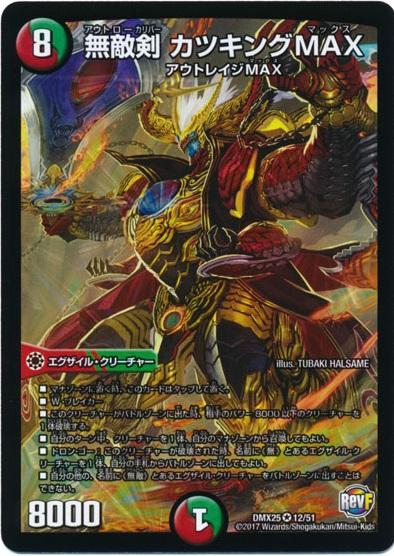 8
アウトロー カリバー マックス
無敵剣 カツキングMAX
マックス
アウトレイジMAX
エグザイル・クリーチャー
illus. TUBAKI HALSAME
■ マナゾーンに置く時、このカードはタップして置く。
■ W・ブレイカー
■ このクリーチャーがバトルゾーンに出た時、相手のパワー8000以下のクリーチャーを
1体破壊する。
■ 自分のターン中、クリーチャーを1体、自分のマナゾーンから召喚してもよい。
■ ドロン・ゴー:このクリーチャーが破壊された時、名前に《無》とあるエグザイル・ク
リーチャーを1体、自分の手札からバトルゾーンに出してもよい。
■ 自分の他の、名前に《無敵》とあるエグザイル・クリーチャーをバトルゾーンに出すことは
できない。
8000
1
RevF
DMX25 12/51
©2017 Wizards/Shogakukan/Mitsui-Kids